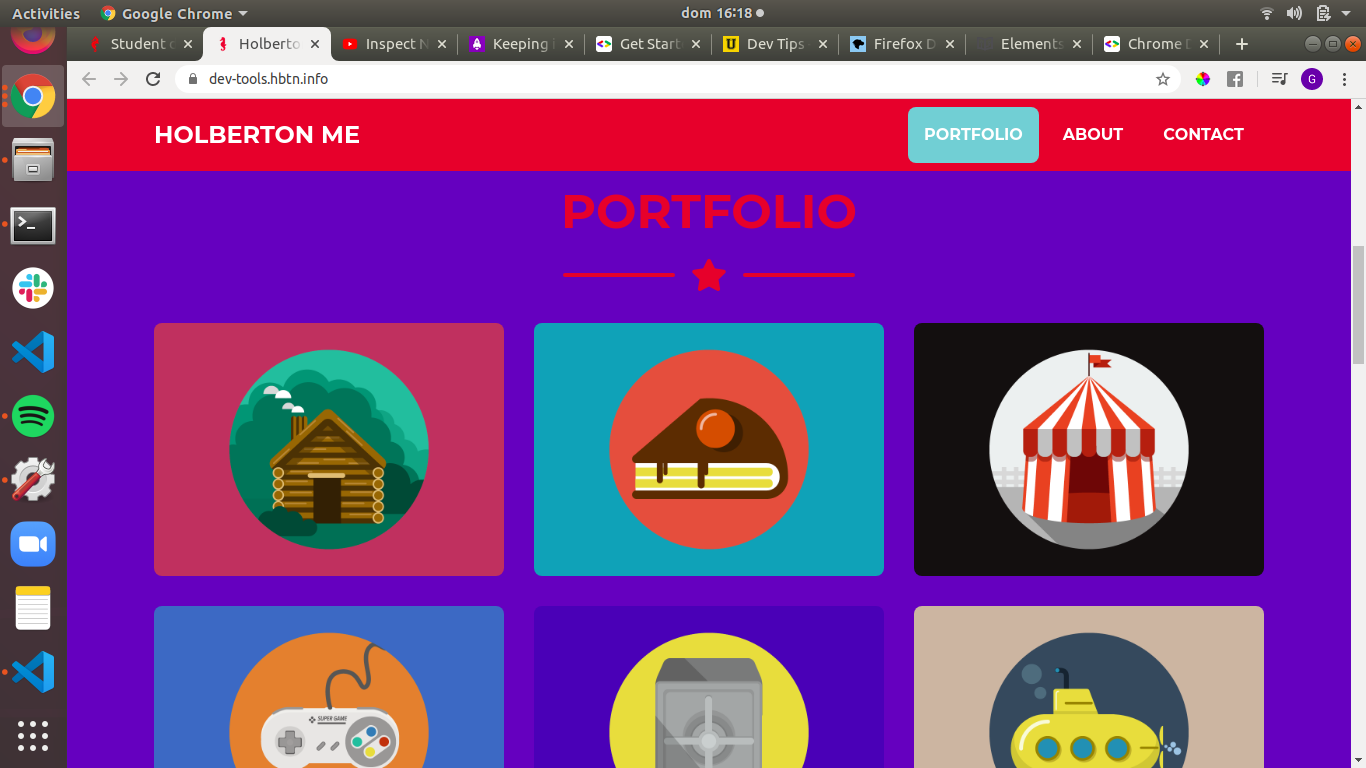 Activities Google Chrome dom 16:18
Student Holberto Inspect Keeping Get Start Dev Tips Firefox D Elements Chrome D
dev-tools.hbtn.info G
HOLBERTON ME PORTFOLIO ABOUT CONTACT
PORTFOLIO
SUPER GAME